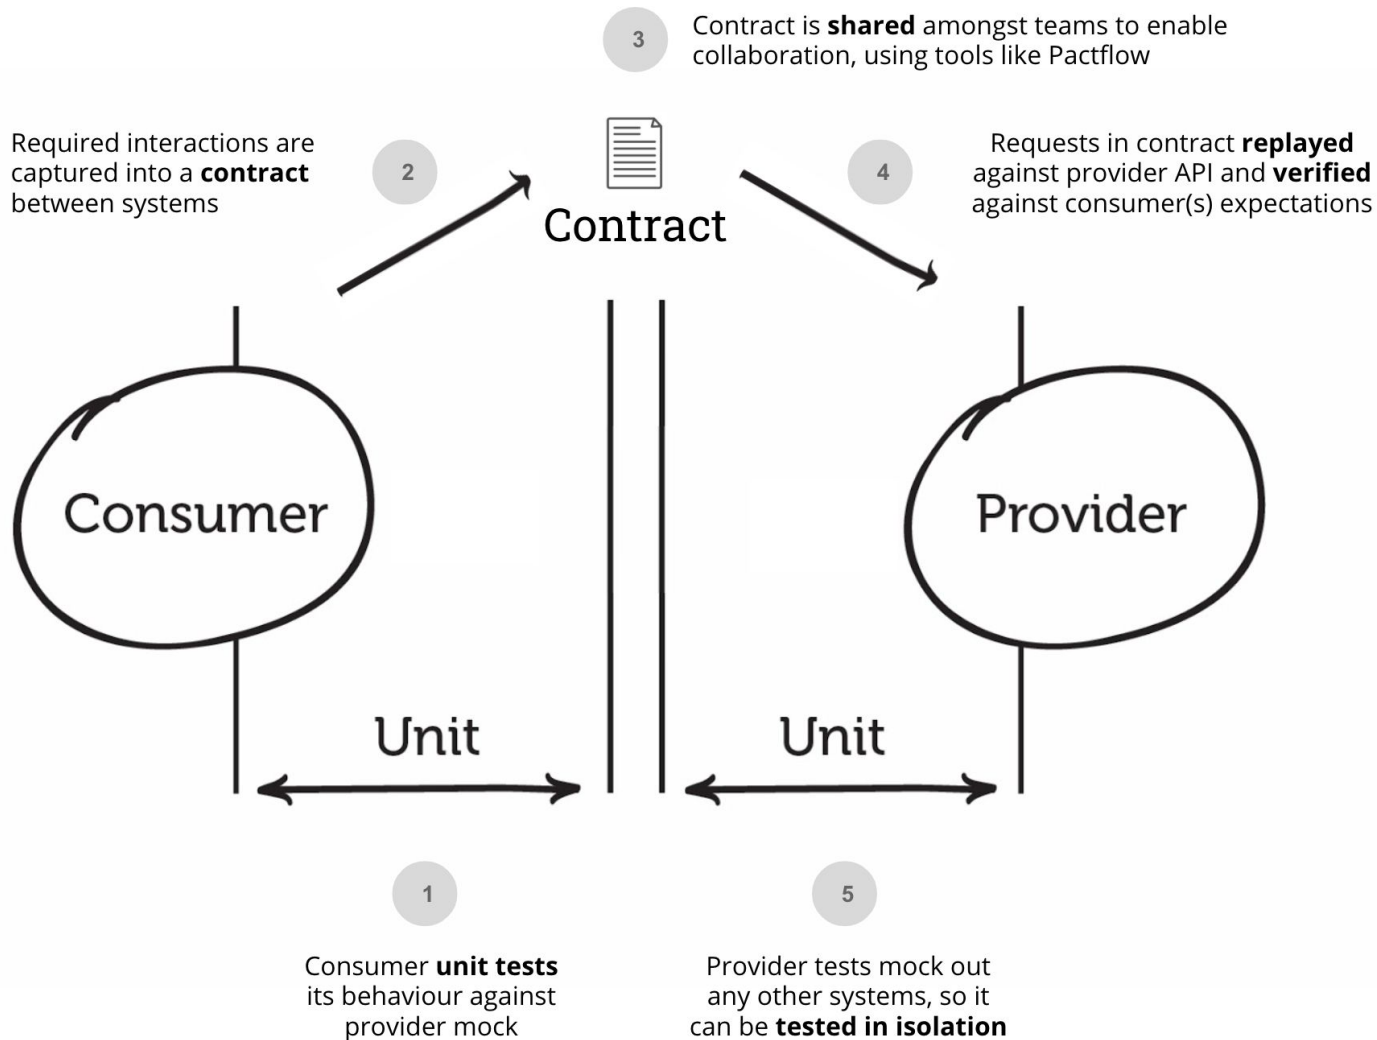 3
Contract is shared amongst teams to enable
collaboration, using tools like Pactflow
Required interactions are
captured into a contract
between systems
2
4
Requests in contract replayed
against provider API and verified
against consumer(s) expectations
Contract
Consumer
Provider
Unit
Unit
1
Consumer unit tests
its behaviour against
provider mock
5
Provider tests mock out
any other systems, so it
can be tested in isolation